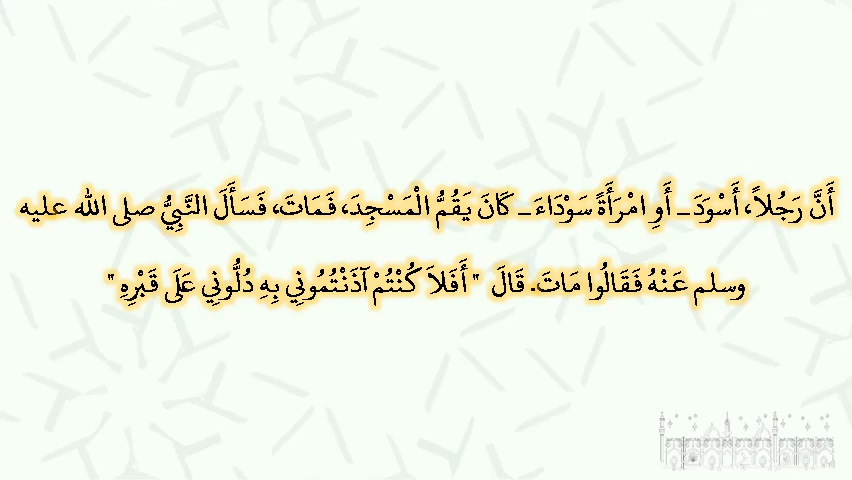 أَنَّ رَجُلاً، أَسْوَدَ ـ أَوِ امْرَأَةً سَوْدَاءَ ـ كَانَ يَقُمُّ الْمَسْجِدَ، فَمَاتَ، فَسَأَلَ النَّبِيُّ صلى الله عليه
وسلم عَنْهُ فَقَالُوا مَاتَ. قَالَ " أَفَلاَ كُنْتُمْ آذَنْتُمُونِي بِهِ دُلُّونِي عَلَى قَبْرِهِ "